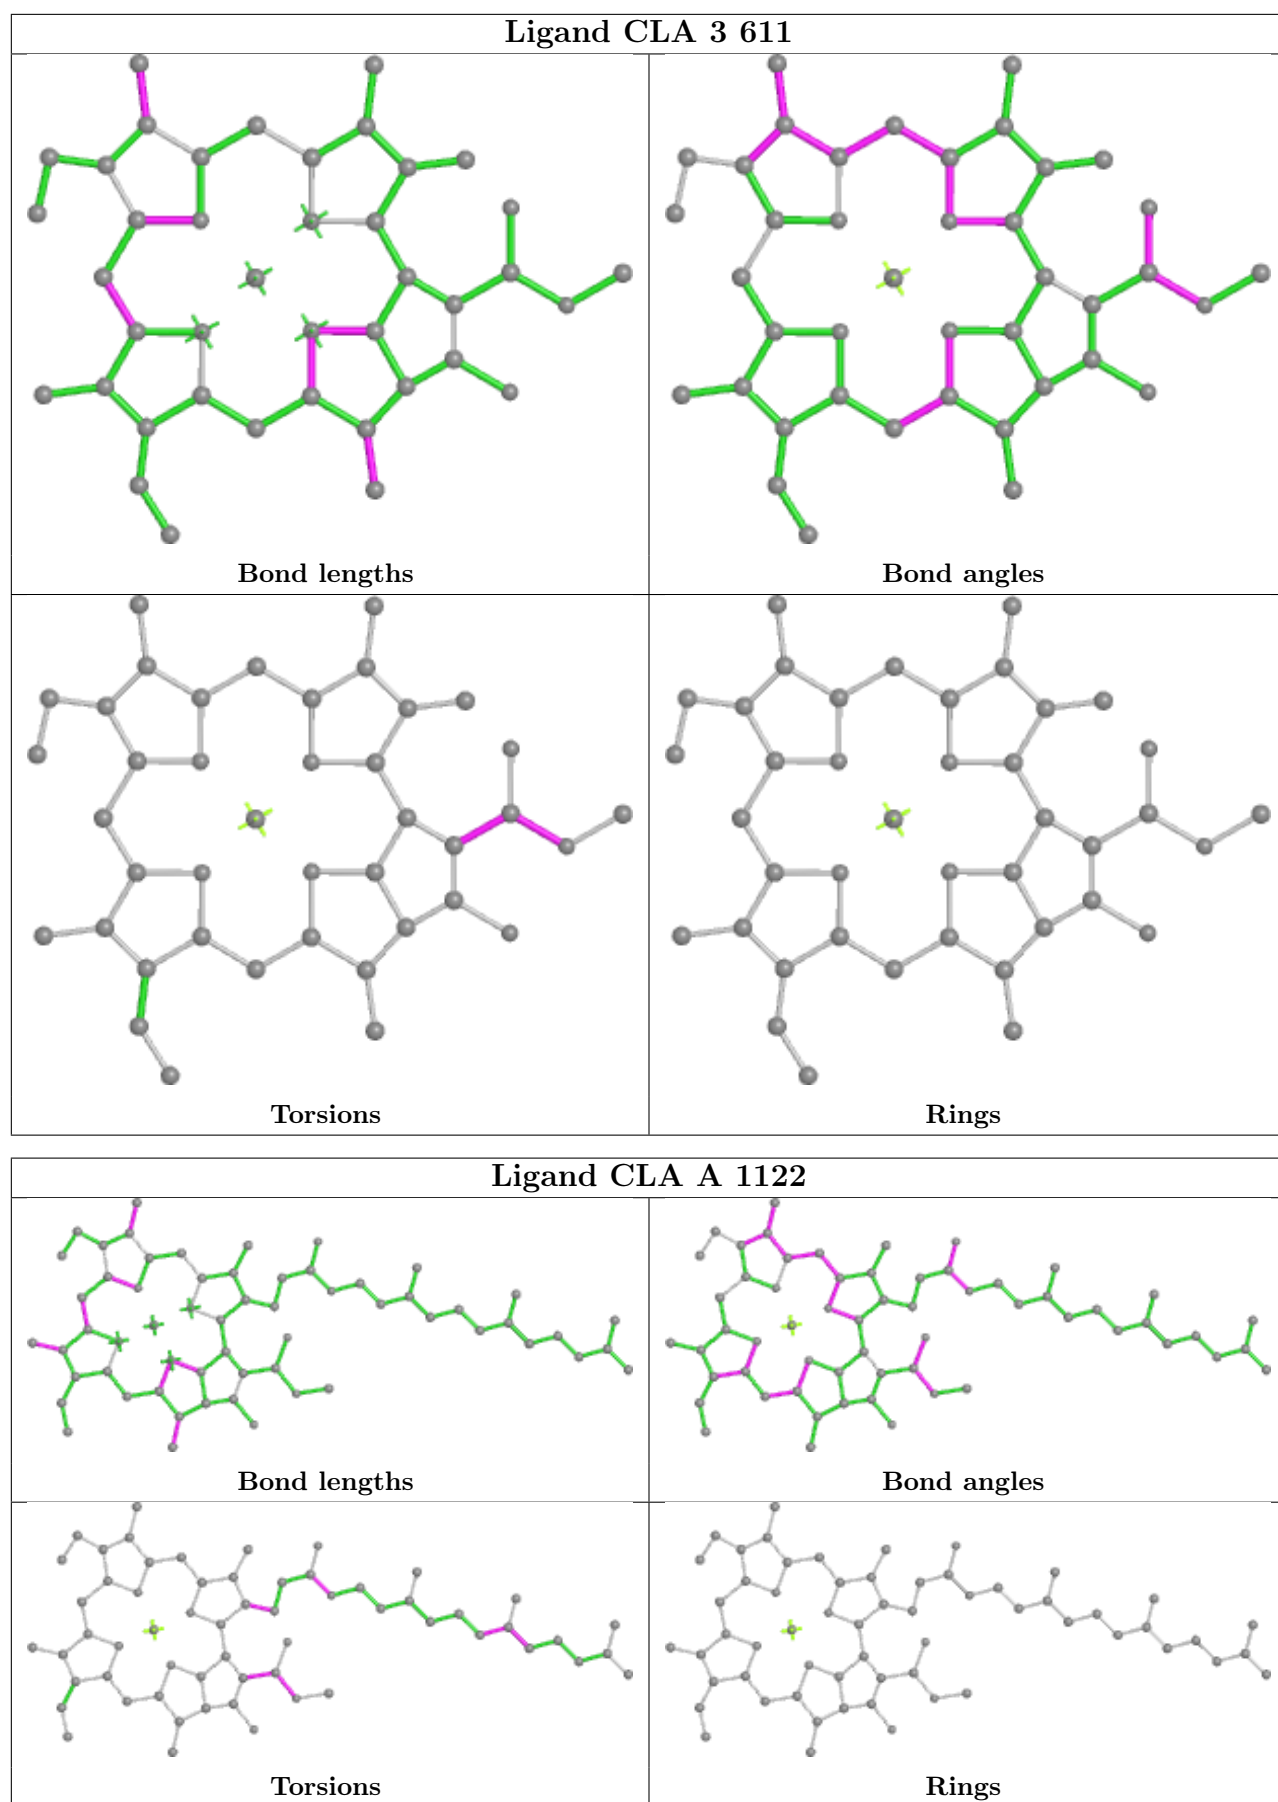 Ligand CLA 3 611
Bond lengths
Bond angles
Torsions
Rings
Ligand CLA A 1122
Bond lengths
Bond angles
Torsions
Rings